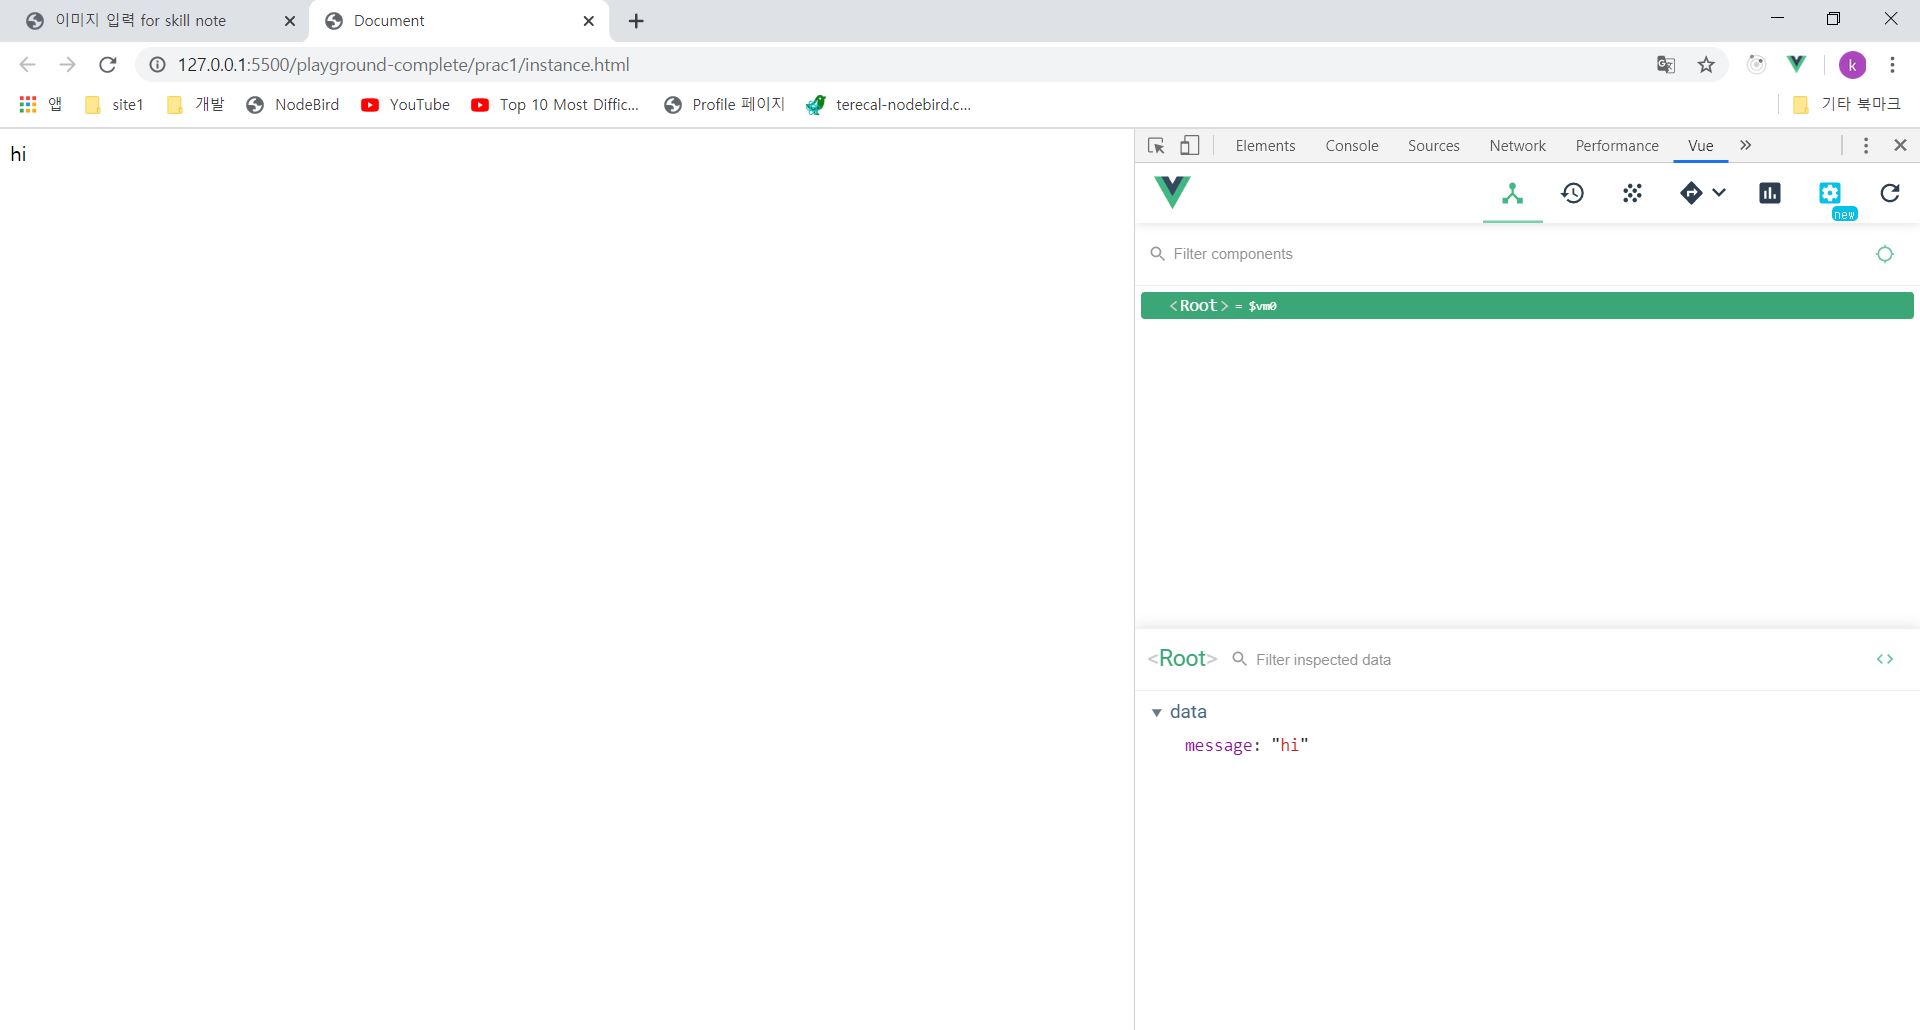 이미지 입력 for skill note
Document
127.0.0.1:5500/playground-complete/prac1/instance.html
k
앱 site1 개발 NodeBird YouTube Top 10 Most Diffic... Profile 페이지 terecal-nodebird.c... 기타 북마크
hi
Elements Console Sources Network Performance Vue »
new
Filter components
<Root> = $vm0
<Root> Filter inspected data <>
data
message: "hi"